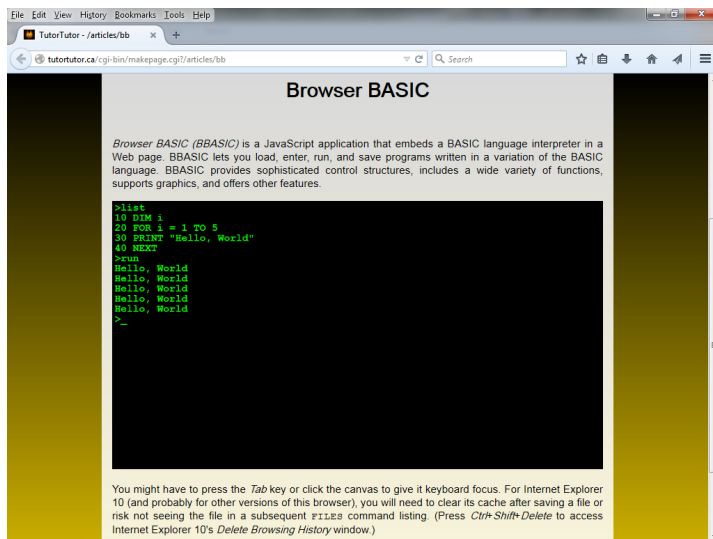 File Edit View History Bookmarks Tools Help
TutorTutor - /articles/bb × +
tutortutor.ca/cgi-bin/makepage.cgi?/articles/bb Search
Browser BASIC
Browser BASIC (BBASIC) is a JavaScript application that embeds a BASIC language interpreter in a
Web page. BBASIC lets you load, enter, run, and save programs written in a variation of the BASIC
language. BBASIC provides sophisticated control structures, includes a wide variety of functions,
supports graphics, and offers other features.
>list
10 DIM i
20 FOR i = 1 TO 5
30 PRINT "Hello, World"
40 NEXT
>run
Hello, World
Hello, World
Hello, World
Hello, World
Hello, World
>_
You might have to press the Tab key or click the canvas to give it keyboard focus. For Internet Explorer
10 (and probably for other versions of this browser), you will need to clear its cache after saving a file or
risk not seeing the file in a subsequent FILES command listing. (Press Ctrl+Shift+Delete to access
Internet Explorer 10's Delete Browsing History window.)